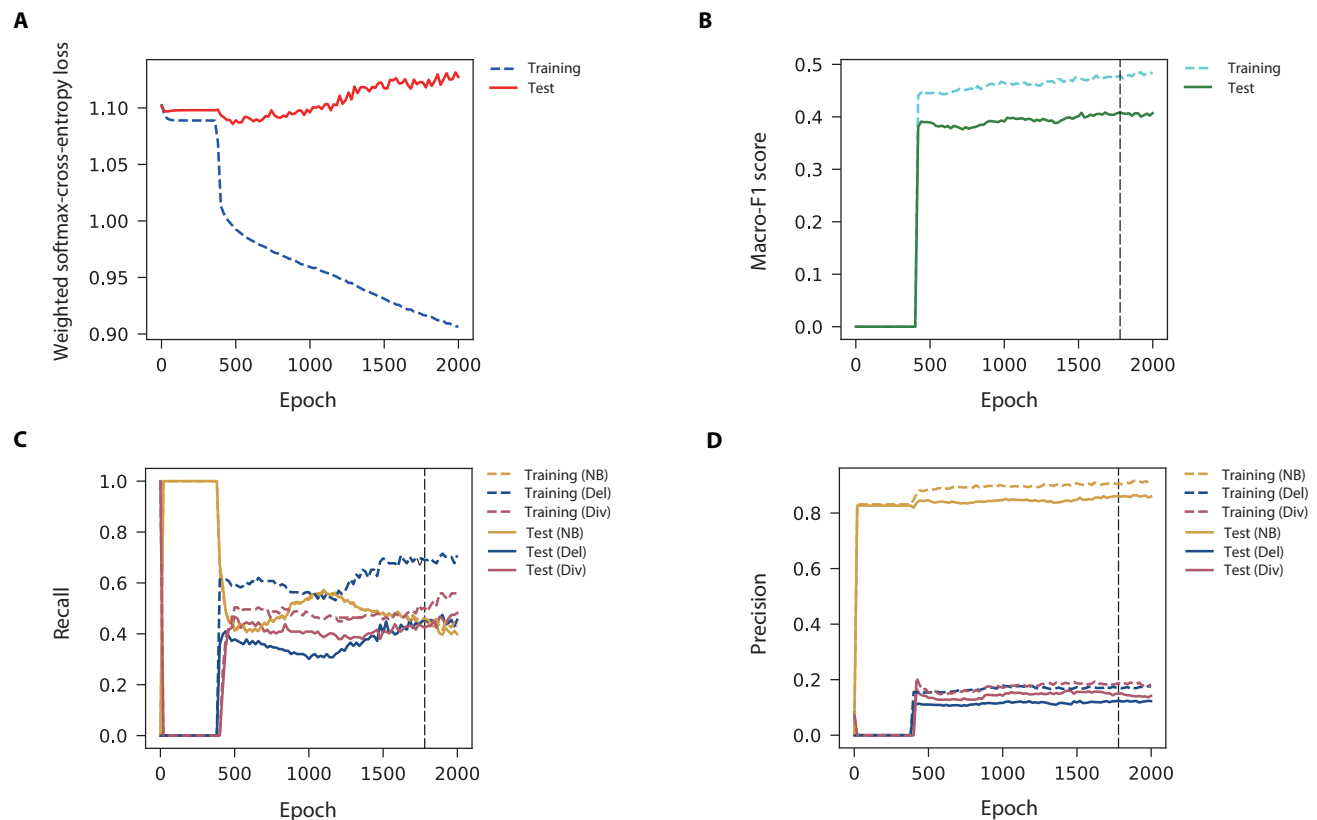 A
Weighted softmax-cross-entropy loss
1.10
1.05
1.00
0.95
0.90
0 500 1000 1500 2000
Epoch
Training
Test
B
Macro-F1 score
0.5
0.4
0.3
0.2
0.1
0.0
0 500 1000 1500 2000
Epoch
Training
Test
C
Recall
1.0
0.8
0.6
0.4
0.2
0.0
0 500 1000 1500 2000
Epoch
Training (NB)
Training (Del)
Training (Div)
Test (NB)
Test (Del)
Test (Div)
D
Precision
0.8
0.6
0.4
0.2
0.0
0 500 1000 1500 2000
Epoch
Training (NB)
Training (Del)
Training (Div)
Test (NB)
Test (Del)
Test (Div)